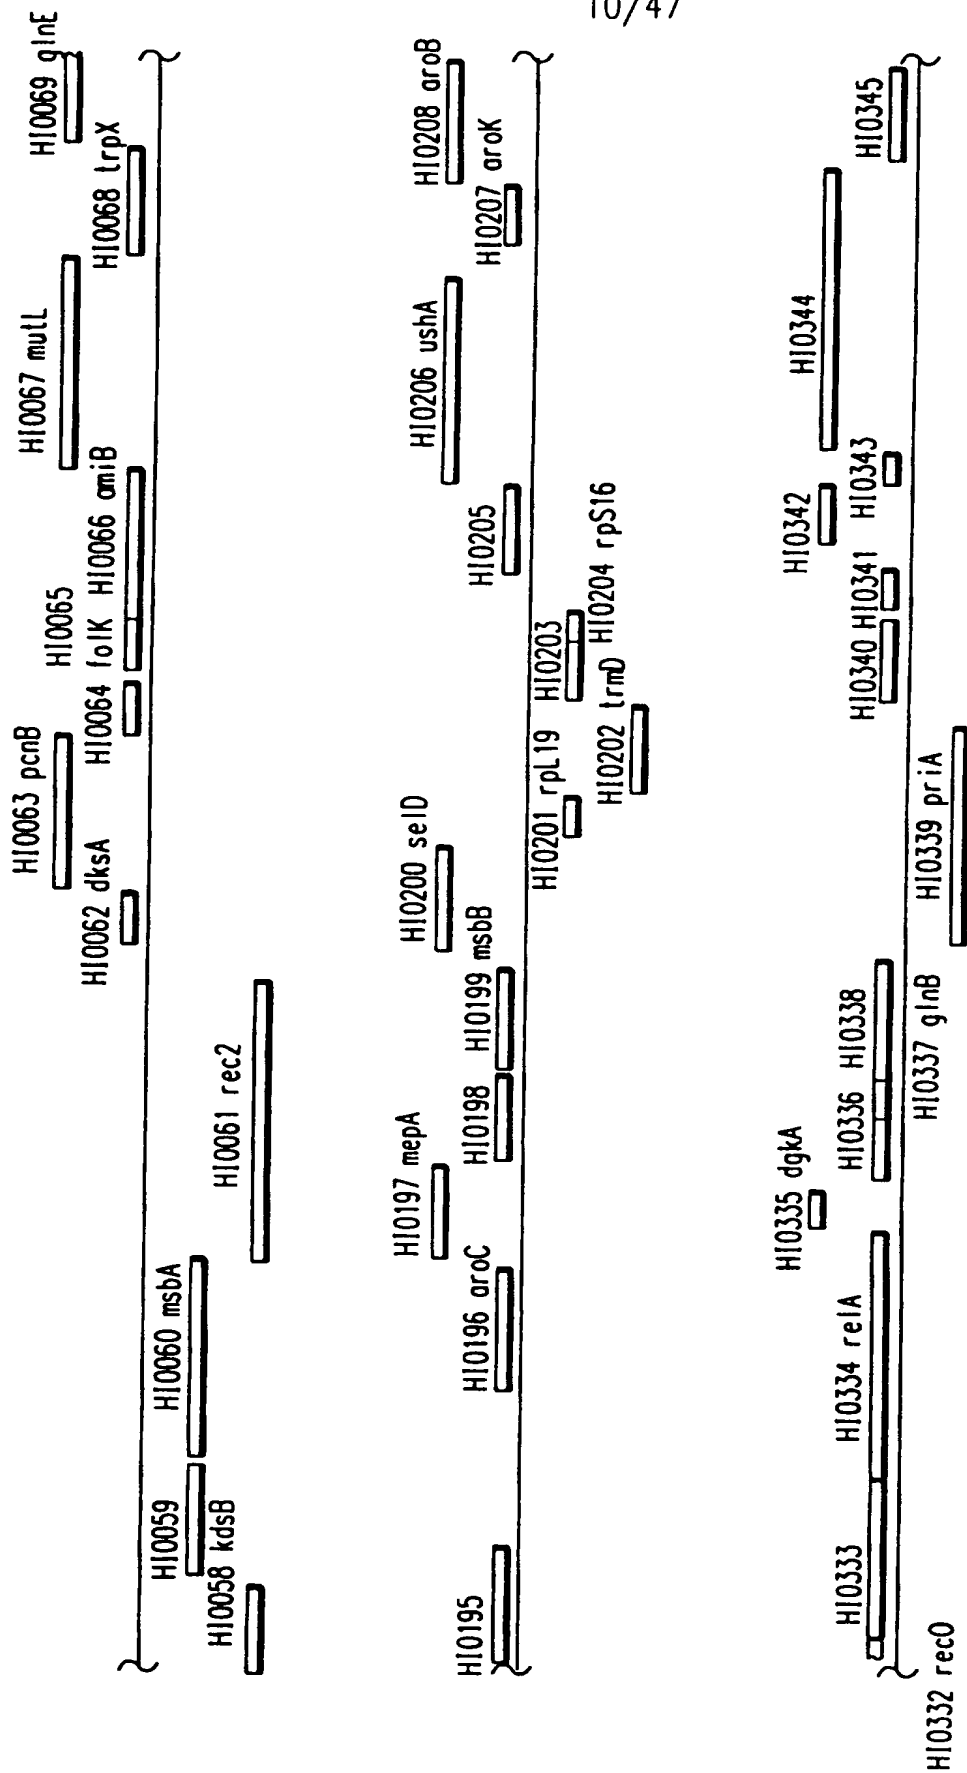 10/47
HI0058 kdsB
HI0059
HI0060 msbA
HI0061 rec2
HI0062 dksA
HI0063 pcnB
HI0064 folK
HI0065
HI0066 amiB
HI0067 mutL
HI0068 trpX
HI0069 glnE
HI0195
HI0196 aroC
HI0197 mepA
HI0198
HI0199 msbB
HI0200 selD
HI0201 rpL19
HI0202 trmD
HI0203
HI0204 rpS16
HI0205
HI0206 ushA
HI0207 aroK
HI0208 aroB
HI0332 recO
HI0333
HI0334 relA
HI0335 dgkA
HI0336
HI0337 glnB
HI0338
HI0339 priA
HI0340
HI0341
HI0342
HI0343
HI0344
HI0345